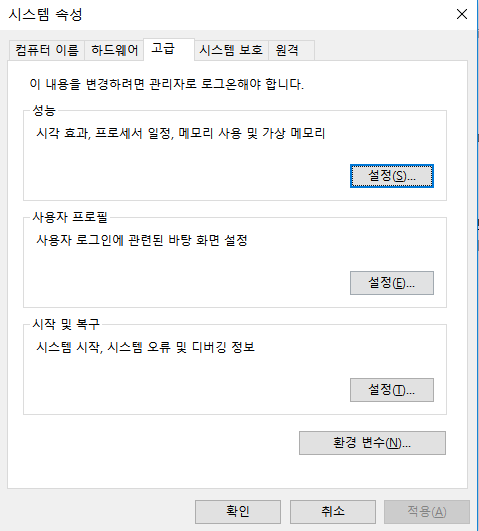 시스템 속성
컴퓨터 이름 하드웨어 고급 시스템 보호 원격
이 내용을 변경하려면 관리자로 로그온해야 합니다.
성능
시각 효과, 프로세서 일정, 메모리 사용 및 가상 메모리
설정(S)...
사용자 프로필
사용자 로그인에 관련된 바탕 화면 설정
설정(E)...
시작 및 복구
시스템 시작, 시스템 오류 및 디버깅 정보
설정(T)...
환경 변수(N)...
확인 취소 적용(A)